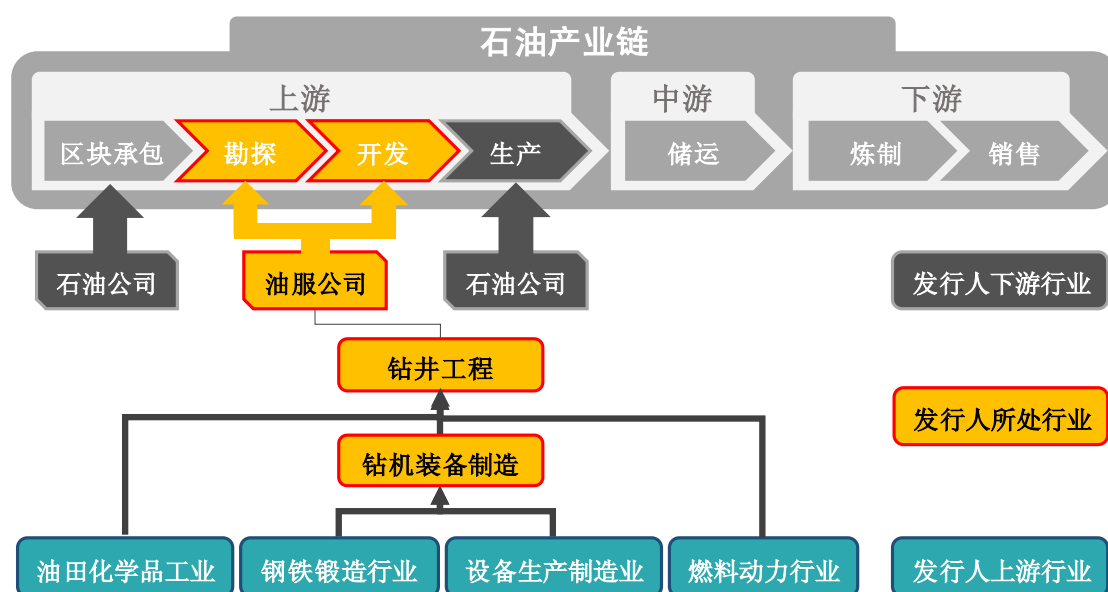 石油产业链
上游
中游
下游
区块承包
勘探
开发
生产
储运
炼制
销售
石油公司
油服公司
石油公司
发行人下游行业
钻井工程
发行人所处行业
钻机装备制造
油田化学品工业
钢铁锻造行业
设备生产制造业
燃料动力行业
发行人上游行业